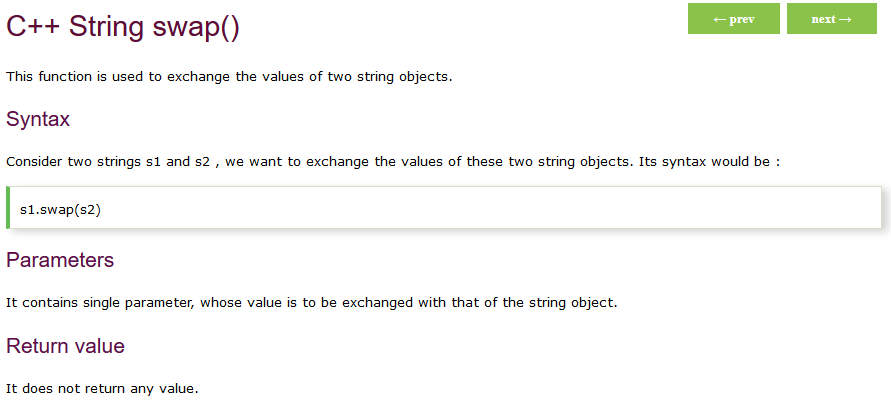 C++ String swap()
← prev
next →
This function is used to exchange the values of two string objects.
Syntax
Consider two strings s1 and s2 , we want to exchange the values of these two string objects. Its syntax would be :
s1.swap(s2)
Parameters
It contains single parameter, whose value is to be exchanged with that of the string object.
Return value
It does not return any value.